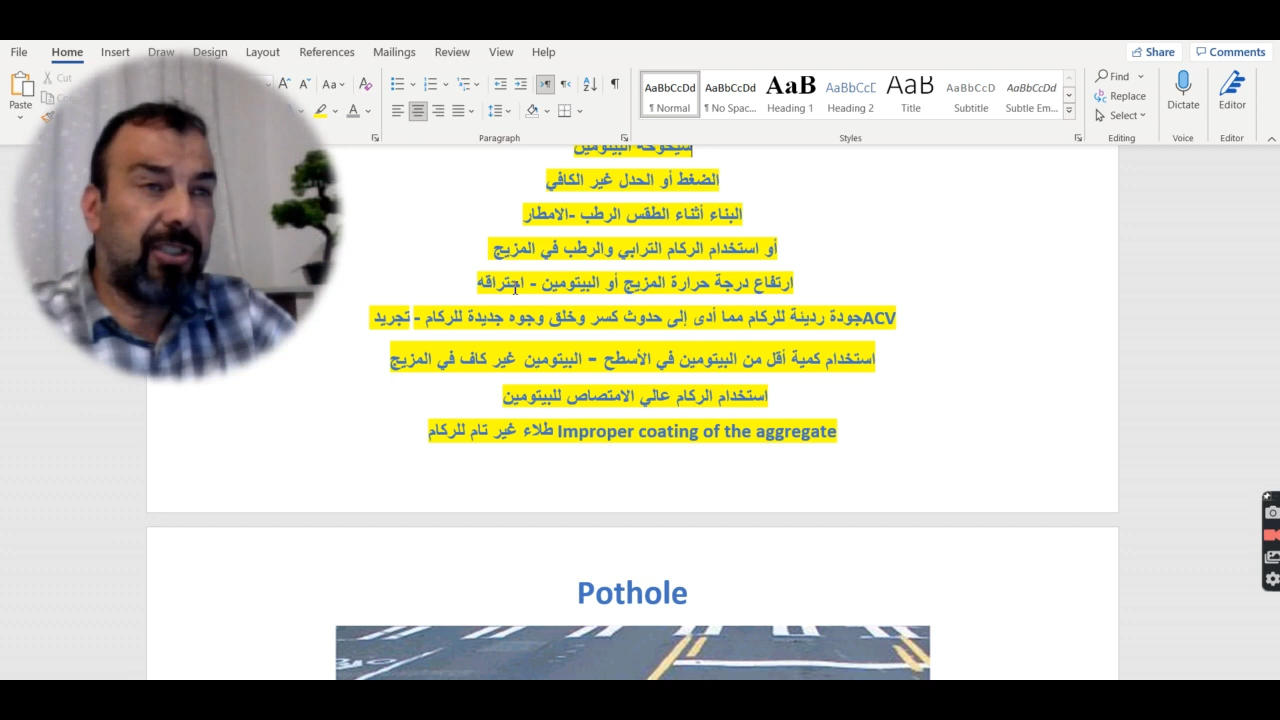 File Home Insert Draw Design Layout References Mailings Review View Help Share Comments
Cut
Paste
Aa
AaBbCcDd AaBbCcDd AaB AaBbCcC AaB AaBbCcD AaBbCcDd
¶ Normal ¶ No Spac... Heading 1 Heading 2 Title Subtitle Subtle Em...
Find
Replace
Select
Dictate
Editor
Paragraph Styles Editing Voice Editor
شيخوخة البيتومين
الضغط أو الحدل غير الكافي
البناء أثناء الطقس الرطب -الامطار
أو استخدام الركام الترابي والرطب في المزيج
ارتفاع درجة حرارة المزيج أو البيتومين - احتراقه
ACVجودة رديئة للركام مما أدى إلى حدوث كسر وخلق وجوه جديدة للركام - تجريد
استخدام كمية أقل من البيتومين في الأسطح – البيتومين غير كاف في المزيج
استخدام الركام عالي الامتصاص للبيتومين
Improper coating of the aggregate طلاء غير تام للركام
Pothole